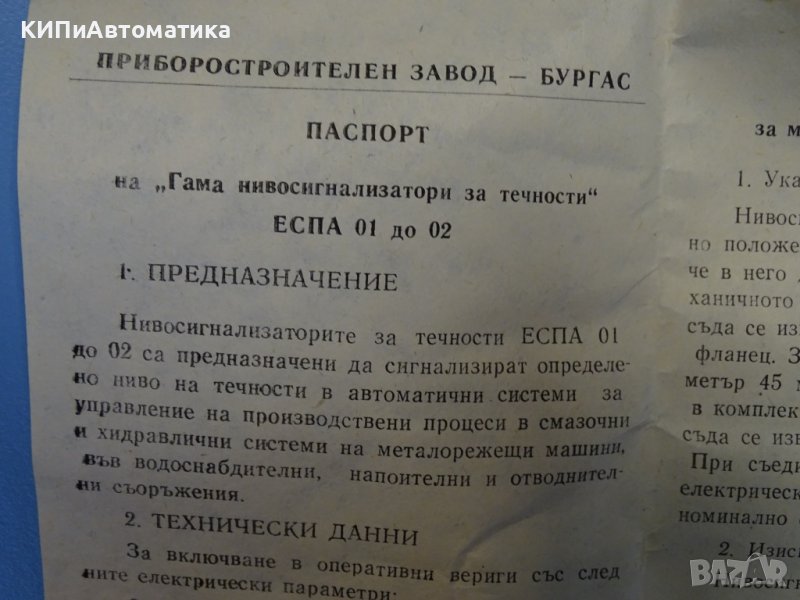 КИПиАвтоматика
ПРИБОРОСТРОИТЕЛЕН ЗАВОД — БУРГАС
ПАСПОРТ
на „Гама нивосигнализатори за течности“
ЕСПА 01 до 02
1. ПРЕДНАЗНАЧЕНИЕ
Нивосигнализаторите за течности ЕСПА 01
до 02 са предназначени да сигнализират определе-
но ниво на течности в автоматични системи за
управление на производствени процеси в смазочни
и хидравлични системи на металорежещи машини,
във водоснабдителни, напоителни и отводнител-
ни съоръжения.
2. ТЕХНИЧЕСКИ ДАННИ
За включване в оперативни вериги със след
ните електрически параметри:
за м
1. Ука
Нивоси
но положе
че в него
ханичното
съда се из
фланец. З
метър 45 м
в комплек
съда се изв
При съеди
електрическ
номинално
2. Изис
Нивосигн
BAZAR